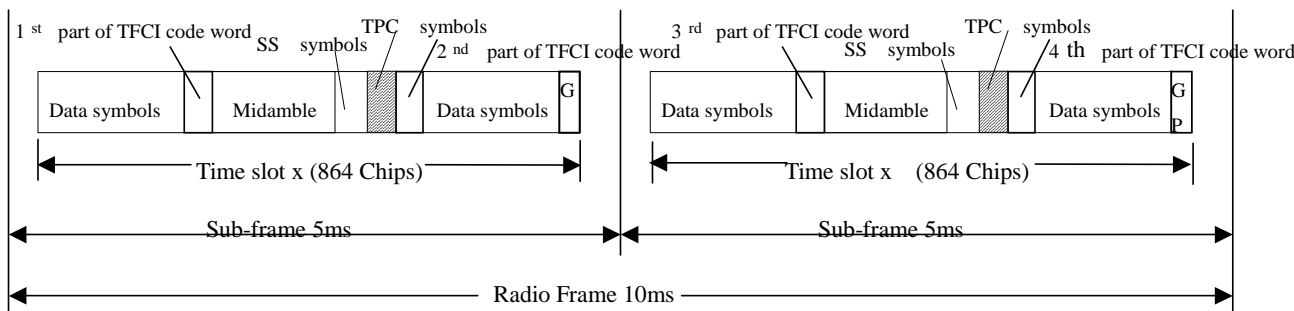 1 st part of TFCI code word
SS symbols
TPC symbols
2 nd part of TFCI code word
3 rd part of TFCI code word
SS symbols
TPC symbols
4 th part of TFCI code word
Data symbols
Midamble
Data symbols
G
Data symbols
Midamble
Data symbols
G
P
Time slot x (864 Chips)
Time slot x (864 Chips)
Sub-frame 5ms
Sub-frame 5ms
Radio Frame 10ms